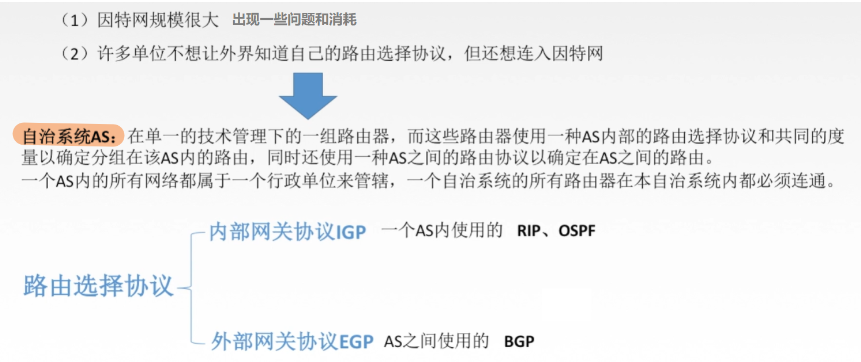 （1）因特网规模很大 出现一些问题和消耗
（2）许多单位不想让外界知道自己的路由选择协议，但还想连入因特网
自治系统AS：在单一的技术管理下的一组路由器，而这些路由器使用一种AS内部的路由选择协议和共同的度
量以确定分组在该AS内的路由，同时还使用一种AS之间的路由协议以确定在AS之间的路由。
一个AS内的所有网络都属于一个行政单位来管辖，一个自治系统的所有路由器在本自治系统内都必须连通。
内部网关协议IGP 一个AS内使用的 RIP、OSPF
路由选择协议
外部网关协议EGP AS之间使用的 BGP